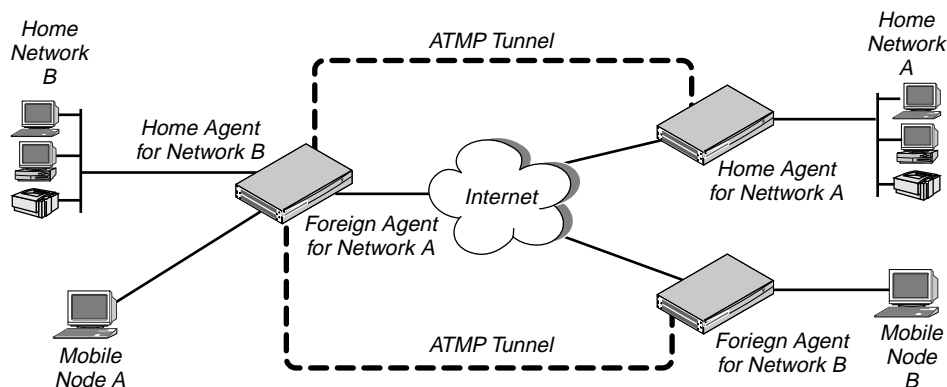 Home
Network
B
ATMP Tunnel
Home
Network
A
Home Agent
for Network B
Internet
Home Agent
for Nettwork A
Foreign Agent
for Network A
Mobile
Node A
ATMP Tunnel
Foriegn Agent
for Network B
Mobile
Node
B